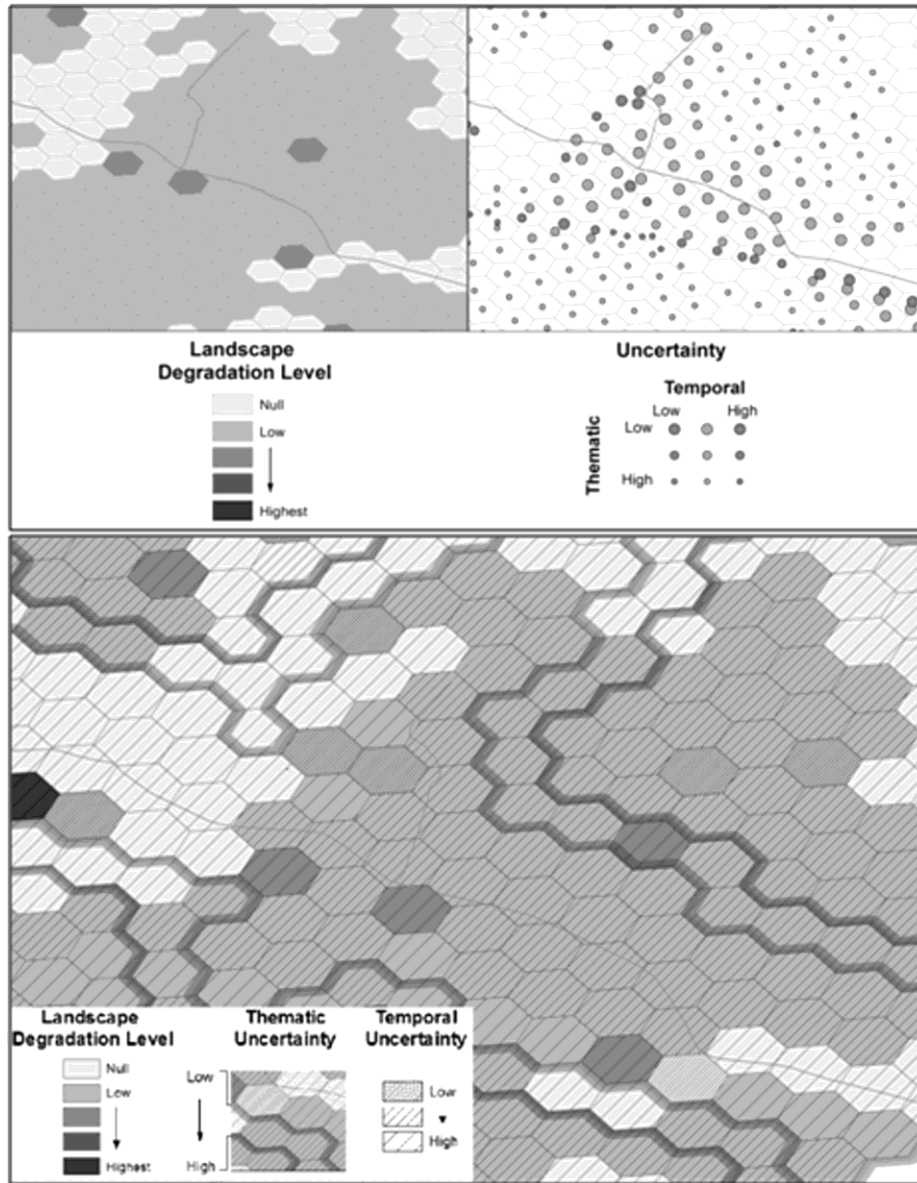 Landscape
Degradation Level
Null
Low
Highest
Uncertainty
Temporal
Low High
Thematic
Low
High
Landscape
Degradation Level
Null
Low
Highest
Thematic
Uncertainty
Low
High
Temporal
Uncertainty
Low
High